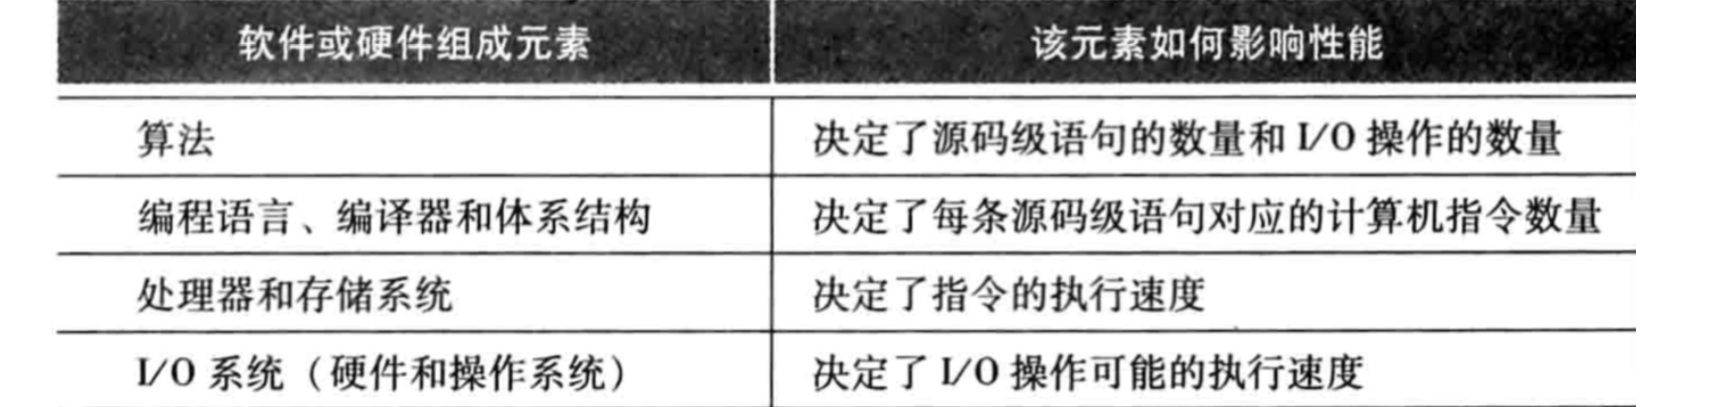 软件或硬件组成元素 该元素如何影响性能
算法 决定了源码级语句的数量和 I/O 操作的数量
编程语言、编译器和体系结构 决定了每条源码级语句对应的计算机指令数量
处理器和存储系统 决定了指令的执行速度
I/O 系统（硬件和操作系统） 决定了 I/O 操作可能的执行速度